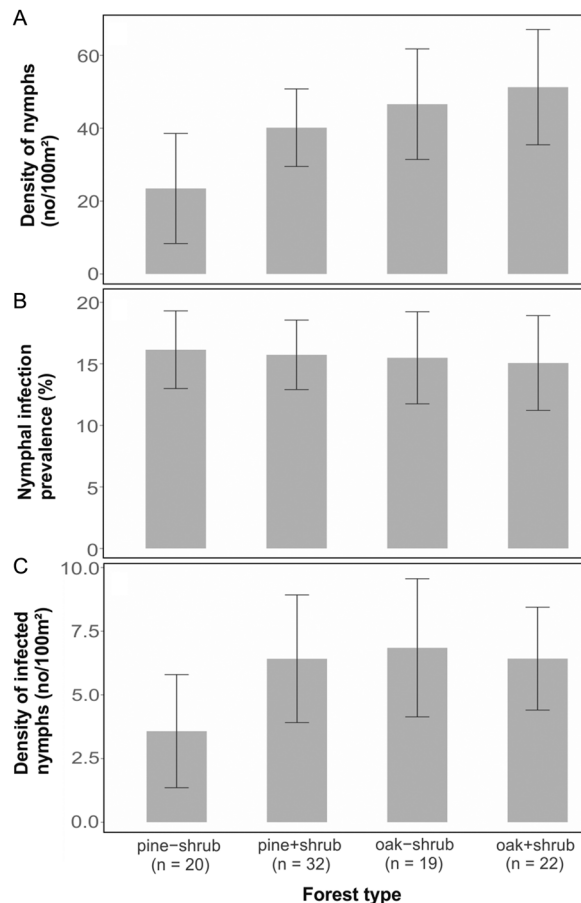 A
Density of nymphs
(no/100m²)
60
40
20
0
B
Nymphal infection
prevalence (%)
20
15
10
5
0
C
Density of infected
nymphs (no/100m²)
10.0
7.5
5.0
2.5
0.0
pine−shrub
(n = 20)
pine+shrub
(n = 32)
oak−shrub
(n = 19)
oak+shrub
(n = 22)
Forest type